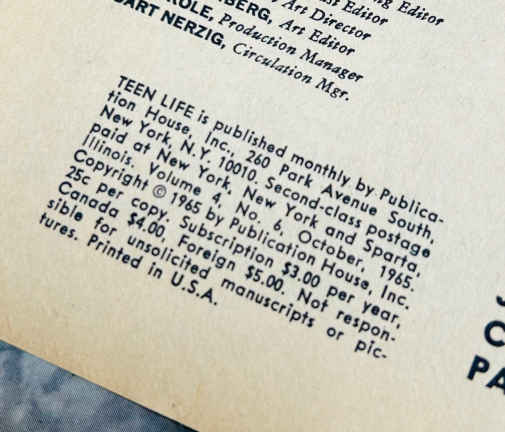 ng Editor
Editor
Art Director
BERG, Art Editor
ROLE, Production Manager
ART NERZIG, Circulation Mgr.
TEEN LIFE is published monthly by Publica-
tion House, Inc., 260 Park Avenue South,
New York, N.Y. 10010. Second-class postage
paid at New York, New York and Sparta,
Illinois. Volume 4, No. 6, October, 1965.
Copyright © 1965 by Publication House, Inc.
25c per copy. Subscription $3.00 per year,
Canada $4.00, Foreign $5.00. Not respon-
sible for unsolicited manuscripts or pic-
tures. Printed in U.S.A.
C
PA